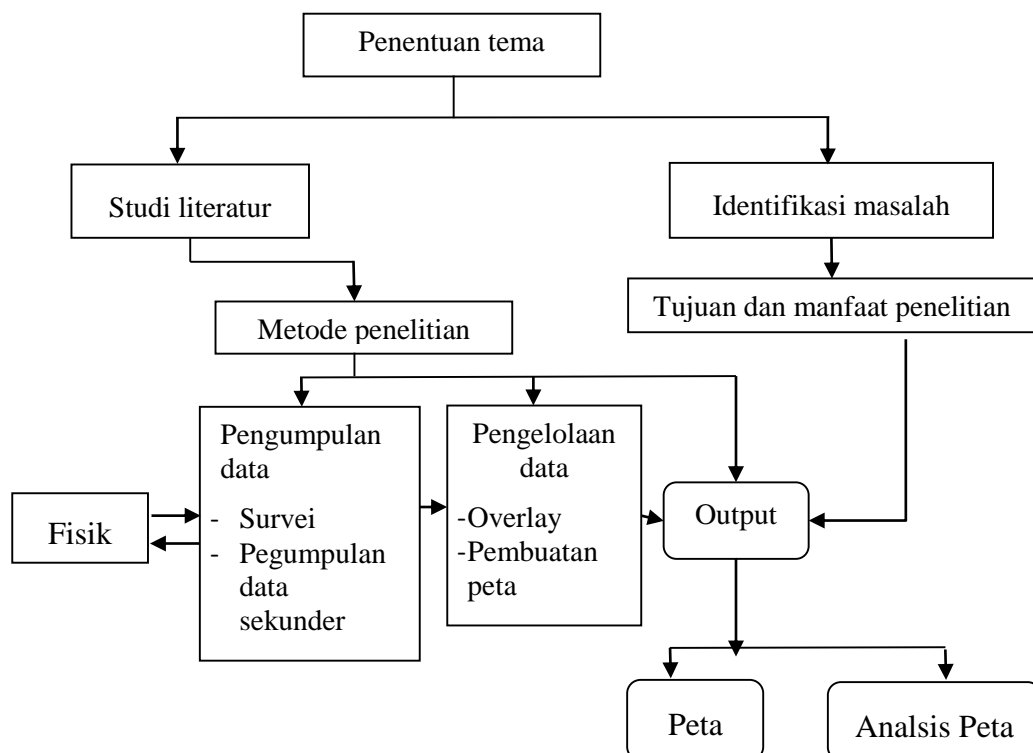 Penentuan tema
Studi literatur
Identifikasi masalah
Metode penelitian
Tujuan dan manfaat penelitian
Pengumpulan
data
- Survei
- Pegumpulan
data
sekunder
Pengelolaan
data
-Overlay
-Pembuatan
peta
Fisik
Output
Peta
Analsis Peta